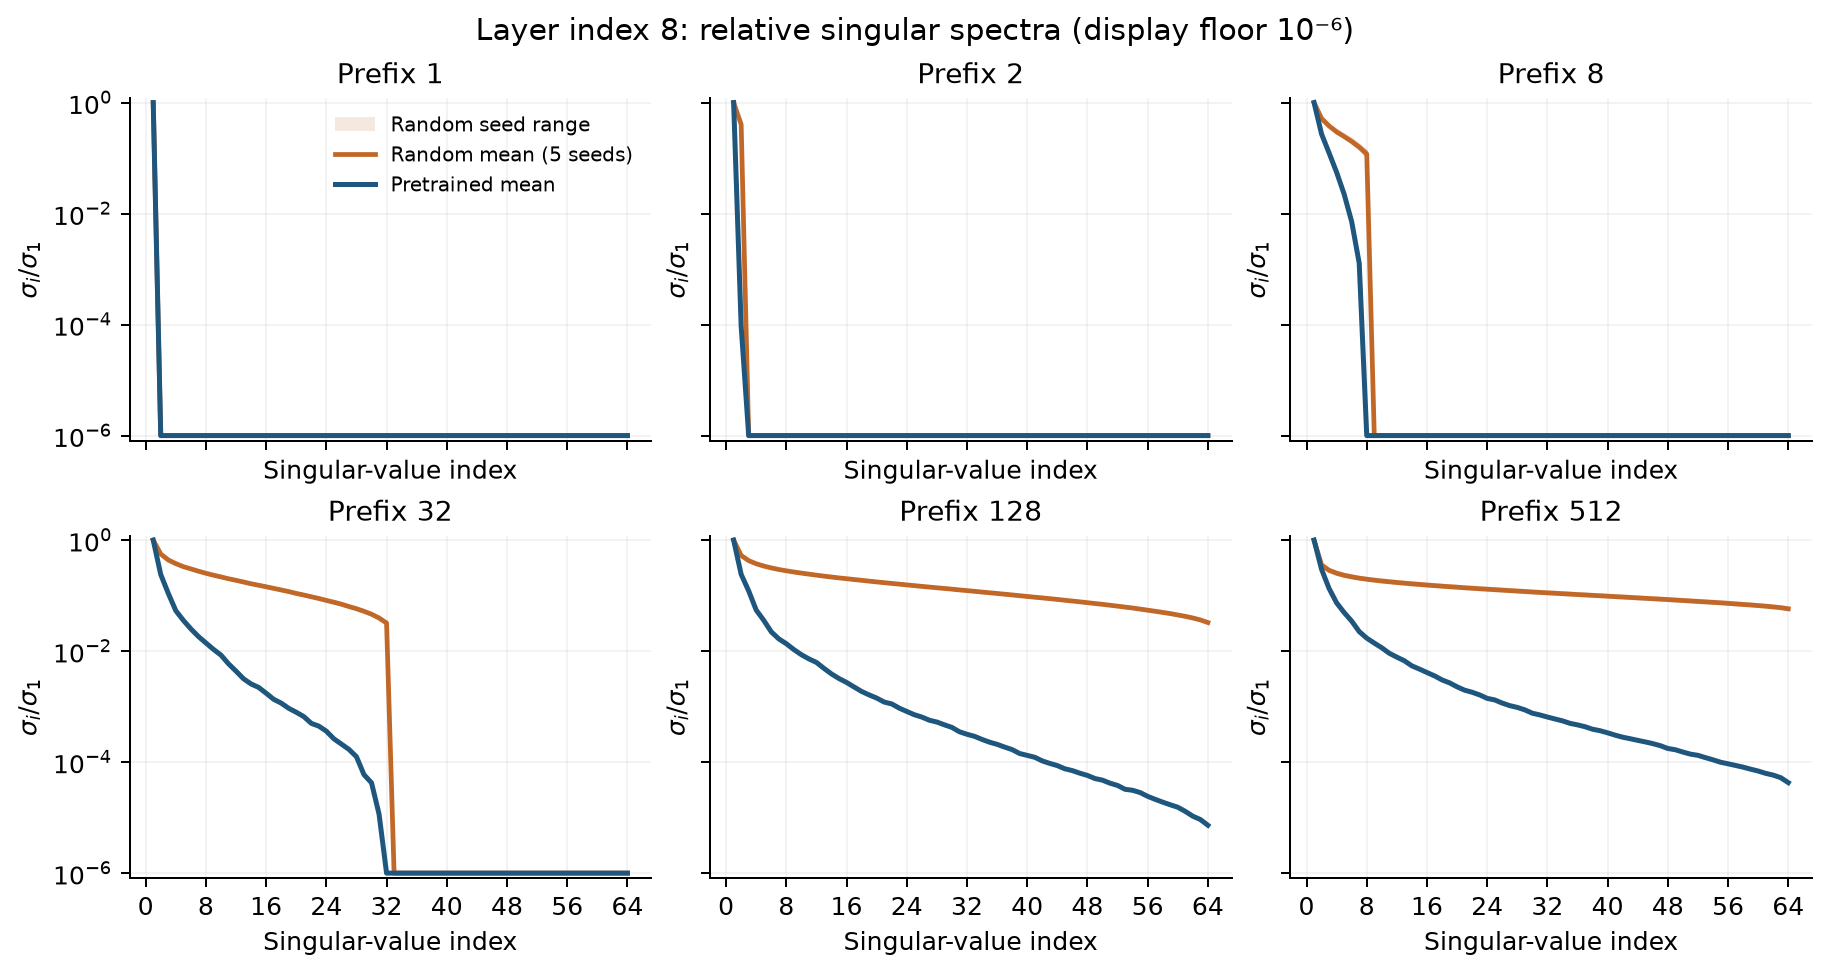 Layer index 8: relative singular spectra (display floor 10⁻⁶)
Prefix 1
10⁰
10⁻²
10⁻⁴
10⁻⁶
σᵢ/σ₁
Random seed range
Random mean (5 seeds)
Pretrained mean
Singular-value index
Prefix 2
σᵢ/σ₁
Singular-value index
Prefix 8
σᵢ/σ₁
Singular-value index
Prefix 32
10⁰
10⁻²
10⁻⁴
10⁻⁶
σᵢ/σ₁
0 8 16 24 32 40 48 56 64
Singular-value index
Prefix 128
σᵢ/σ₁
0 8 16 24 32 40 48 56 64
Singular-value index
Prefix 512
σᵢ/σ₁
0 8 16 24 32 40 48 56 64
Singular-value index